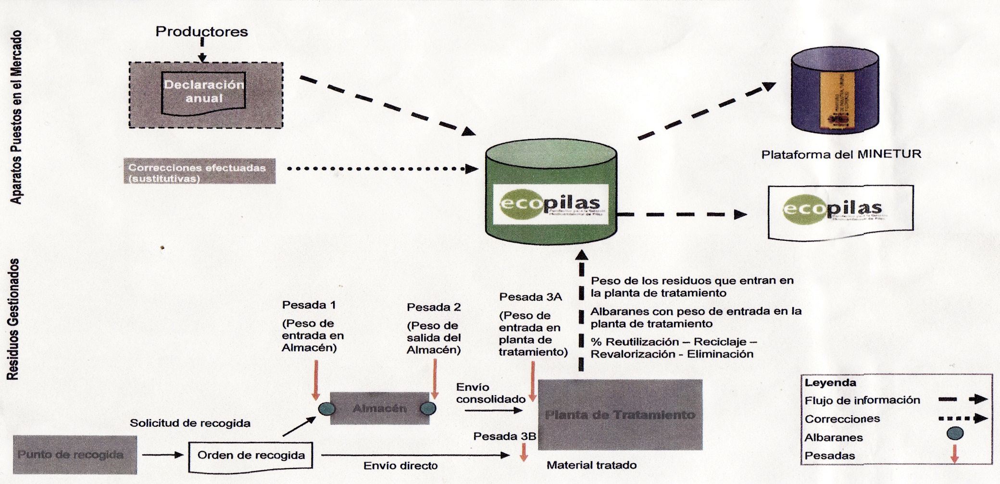 Aparatos Puestos en el Mercado
Productores
Declaración
anual
Correcciones efectuadas
(sustitutivas)
ecopilas
Plataforma del MINETUR
ecopilas
Residuos Gestionados
Peso de los residuos que entran en
la planta de tratamiento
Albaranes con peso de entrada en la
planta de tratamiento
% Reutilización – Reciclaje –
Revalorización - Eliminación
Pesada 1
(Peso de
entrada en
Almacén)
Pesada 2
(Peso de
salida del
Almacén)
Pesada 3A
(Peso de
entrada en
planta de
tratamiento)
Envío
consolidado
Almacén
Planta de Tratamiento
Solicitud de recogida
Pesada 3B
Punto de recogida
Orden de recogida
Envío directo
Material tratado
Leyenda
Flujo de información
Correcciones
Albaranes
Pesadas